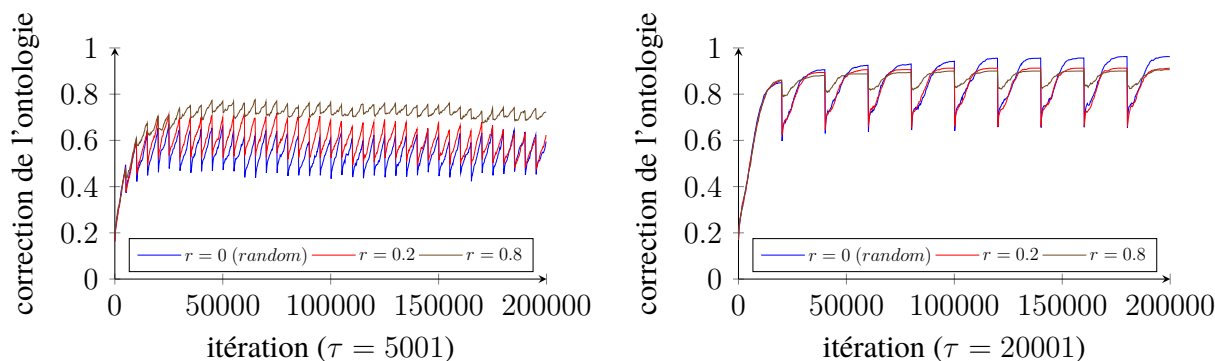 correction de l'ontologie
1
0.8
0.6
0.4
0.2
0
r = 0 (random) r = 0.2 r = 0.8
0 50000 100000 150000 200000
itération (τ = 5001)
correction de l'ontologie
1
0.8
0.6
0.4
0.2
0
r = 0 (random) r = 0.2 r = 0.8
0 50000 100000 150000 200000
itération (τ = 20001)